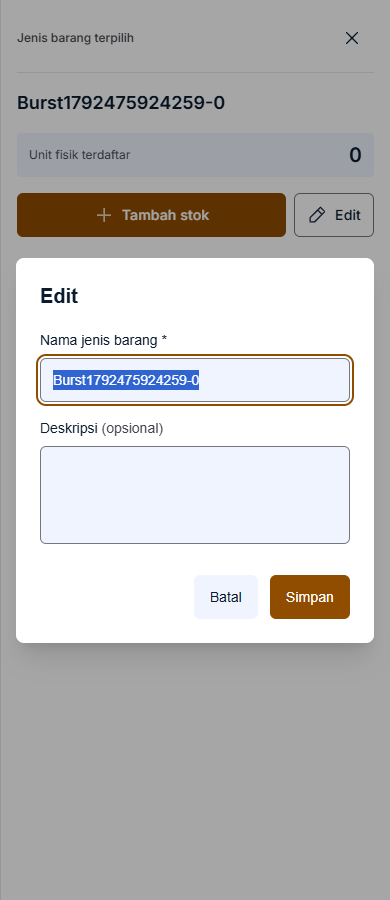 Jenis barang terpilih
Burst1792475924259-0
Unit fisik terdaftar 0
Tambah stok
Edit
Edit
Nama jenis barang *
Burst1792475924259-0
Deskripsi (opsional)
Batal
Simpan